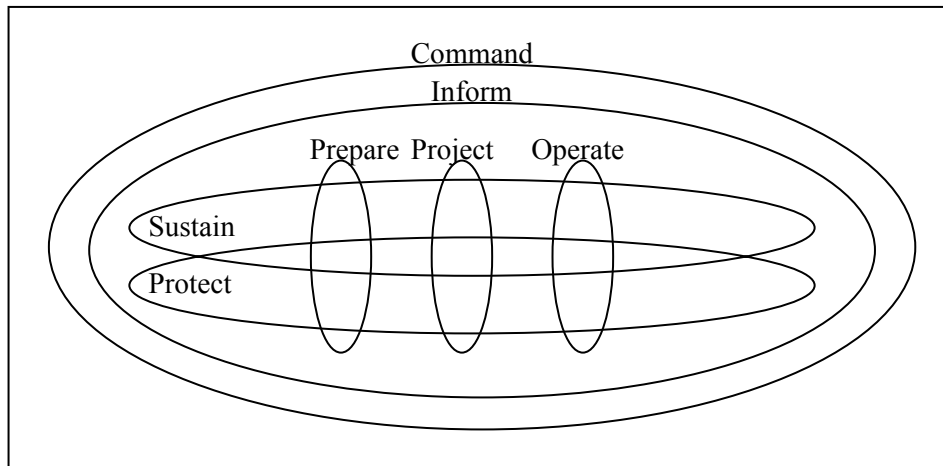 Command
Inform
Prepare Project Operate
Sustain
Protect